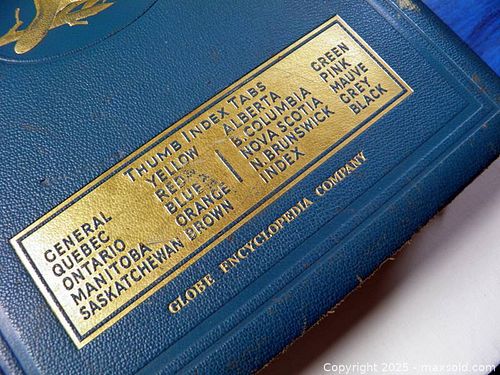 THUMB INDEX TABS
GENERAL YELLOW ALBERTA GREEN
QUEBEC RED B. COLUMBIA PINK
ONTARIO BLUE NOVA SCOTIA MAUVE
MANITOBA ORANGE N. BRUNSWICK GREY
SASKATCHEWAN BROWN INDEX BLACK
GLOBE ENCYCLOPEDIA COMPANY
Copyright 2025 - maxsold.com